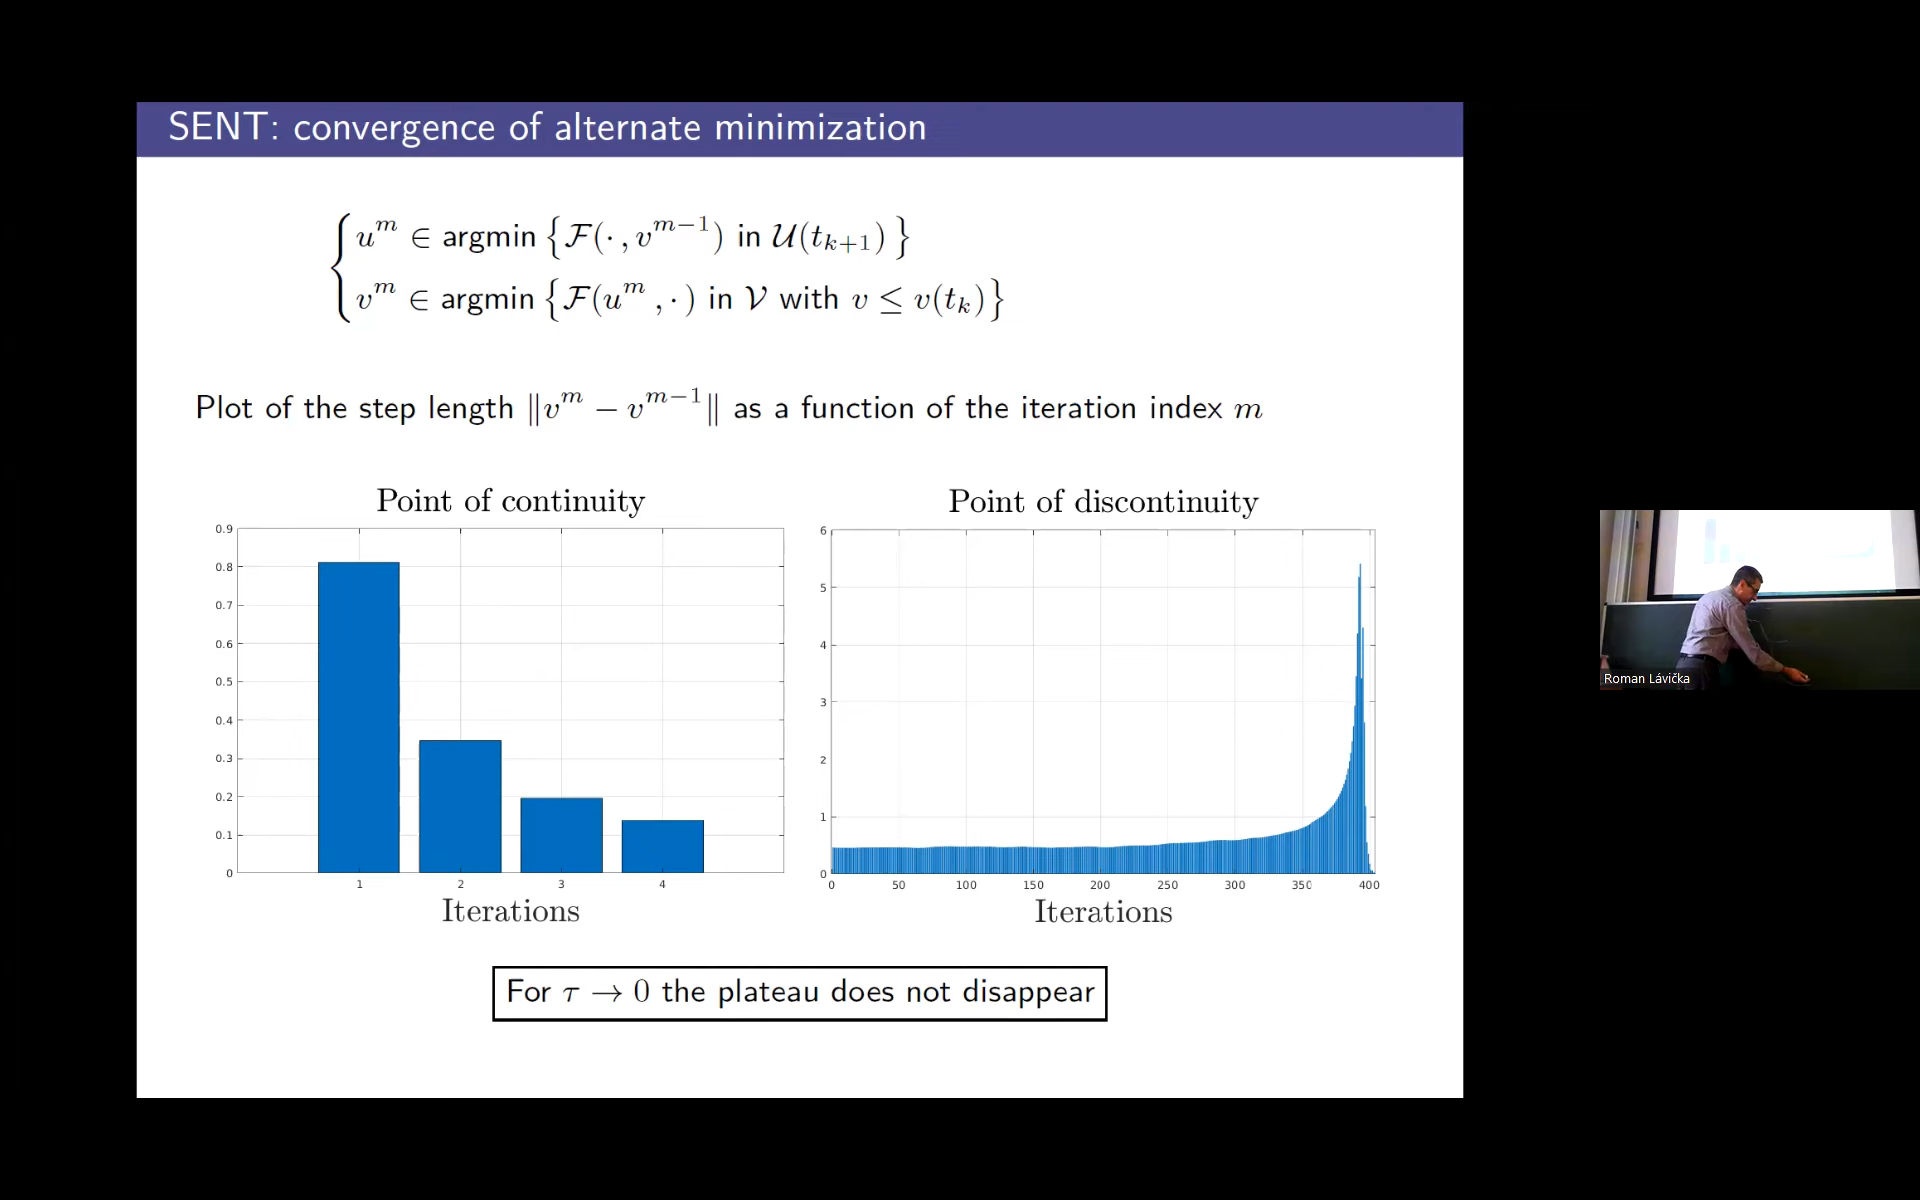 SENT: convergence of alternate minimization
u^m ∈ argmin {ℱ(·, v^{m−1}) in 𝒰(t_{k+1})}
v^m ∈ argmin {ℱ(u^m, ·) in 𝒱 with v ≤ v(t_k)}
Plot of the step length ‖v^m − v^{m−1}‖ as a function of the iteration index m
Point of continuity
0.9
0.8
0.7
0.6
0.5
0.4
0.3
0.2
0.1
0
1 2 3 4
Iterations
Point of discontinuity
6
5
4
3
2
1
0
0 50 100 150 200 250 300 350 400
Iterations
For τ → 0 the plateau does not disappear
Roman Lávička